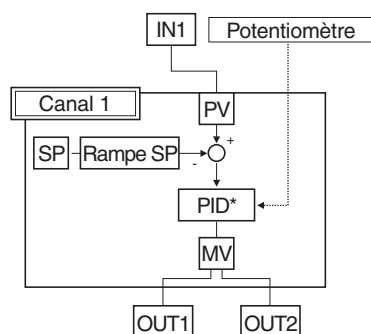 IN1
Potentiomètre
Canal 1
PV
+
SP
Rampe SP
-
PID*
MV
OUT1
OUT2